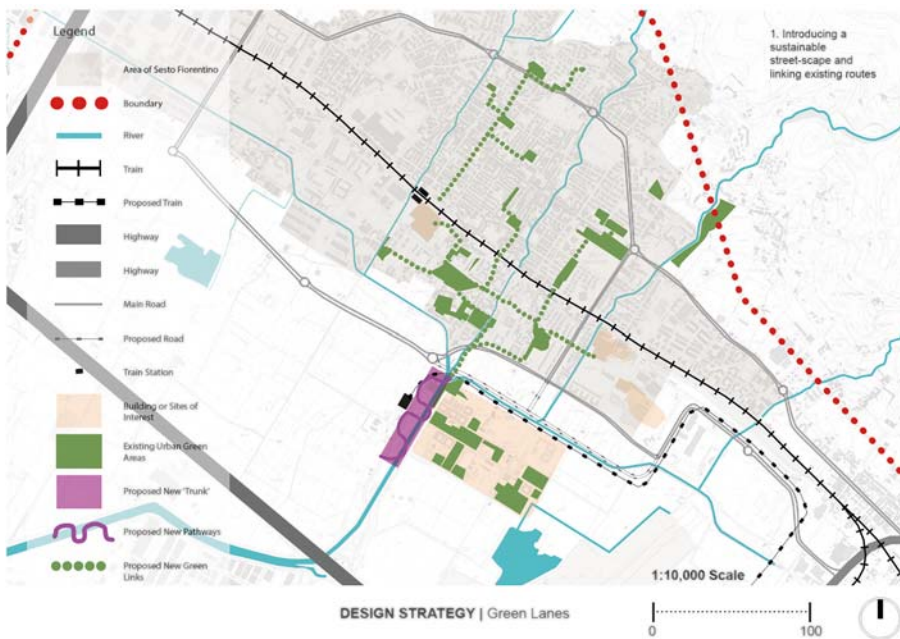 Legend
1. Introducing a
sustainable
street-scape and
linking existing routes
Area of Sesto Fiorentino
Boundary
River
Train
Proposed Train
Highway
Highway
Main Road
Proposed Road
Train Station
Building or Sites of
Interest
Existing Urban Green
Areas
Proposed New 'Trunk'
Proposed New Pathways
Proposed New Green
Links
1:10,000 Scale
DESIGN STRATEGY | Green Lanes
0
100